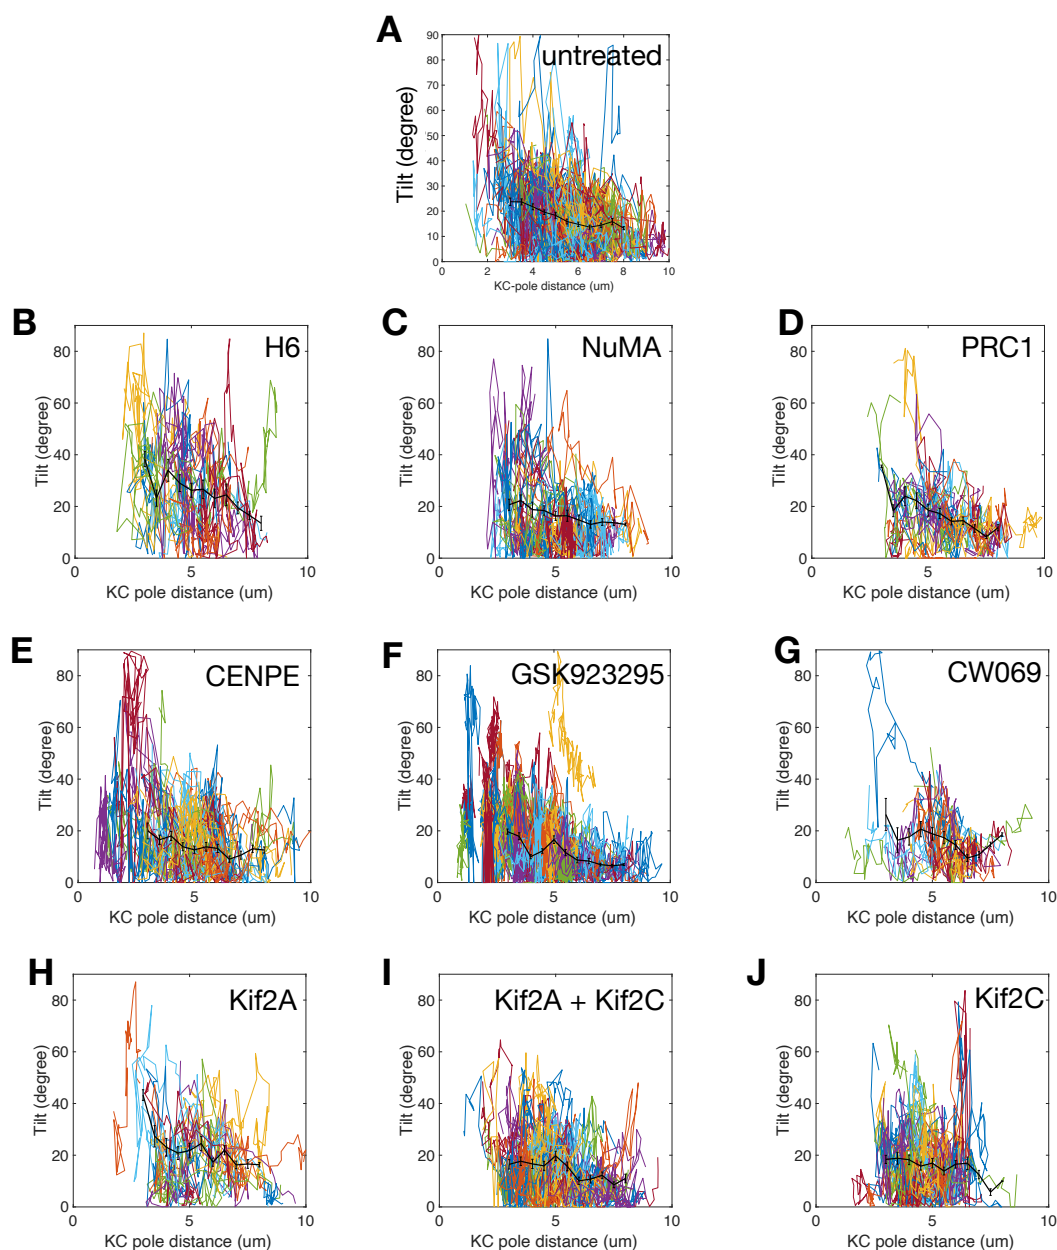 A
untreated
90
80
70
60
50
40
30
20
10
0
Tilt (degree)
0 2 4 6 8 10
KC-pole distance (um)
B
H6
80
60
40
20
0
Tilt (degree)
0 5 10
KC pole distance (um)
C
NuMA
80
60
40
20
0
Tilt (degree)
0 5 10
KC pole distance (um)
D
PRC1
80
60
40
20
0
Tilt (degree)
0 5 10
KC pole distance (um)
E
CENPE
80
60
40
20
0
Tilt (degree)
0 5 10
KC pole distance (um)
F
GSK923295
80
60
40
20
0
Tilt (degree)
0 5 10
KC pole distance (um)
G
CW069
80
60
40
20
0
Tilt (degree)
0 5 10
KC pole distance (um)
H
Kif2A
80
60
40
20
0
Tilt (degree)
0 5 10
KC pole distance (um)
I
Kif2A + Kif2C
80
60
40
20
0
Tilt (degree)
0 5 10
KC pole distance (um)
J
Kif2C
80
60
40
20
0
Tilt (degree)
0 5 10
KC pole distance (um)